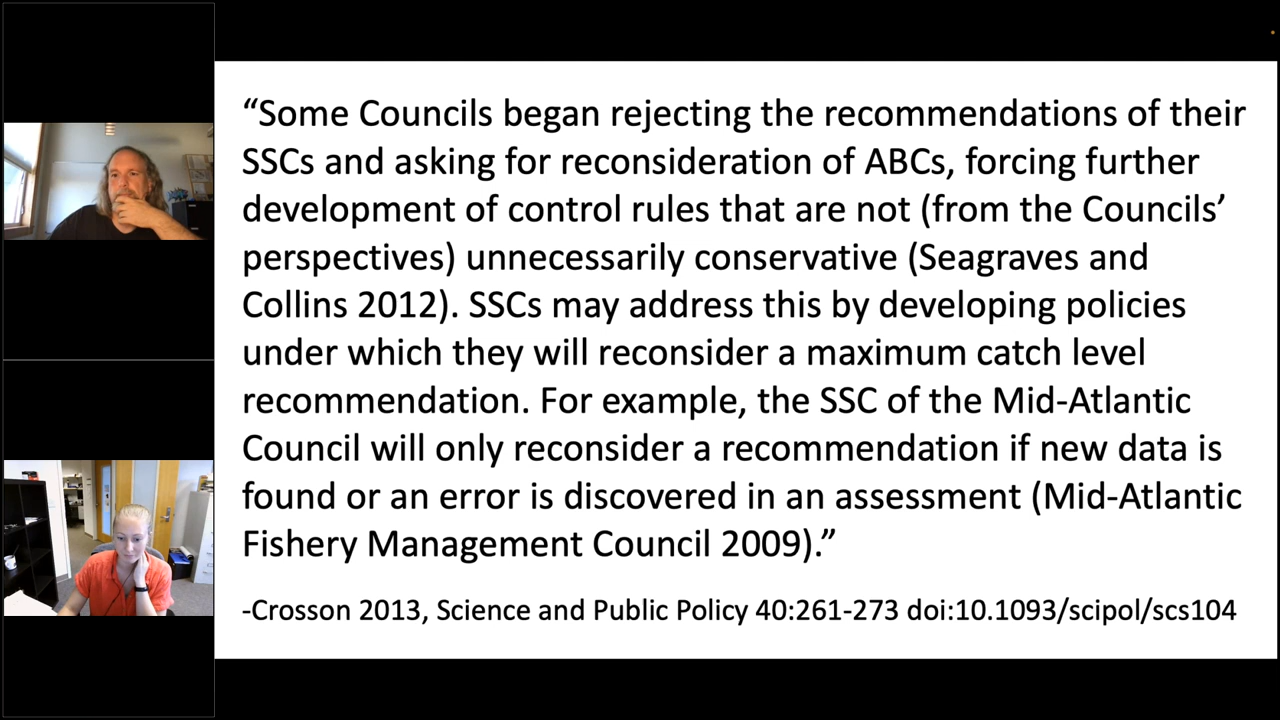 “Some Councils began rejecting the recommendations of their
SSCs and asking for reconsideration of ABCs, forcing further
development of control rules that are not (from the Councils’
perspectives) unnecessarily conservative (Seagraves and
Collins 2012). SSCs may address this by developing policies
under which they will reconsider a maximum catch level
recommendation. For example, the SSC of the Mid-Atlantic
Council will only reconsider a recommendation if new data is
found or an error is discovered in an assessment (Mid-Atlantic
Fishery Management Council 2009).”
-Crosson 2013, Science and Public Policy 40:261-273 doi:10.1093/scipol/scs104